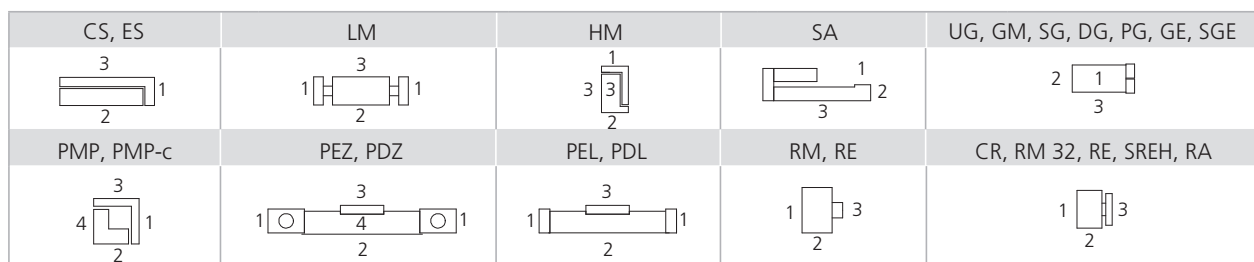 CS, ES LM HM SA UG, GM, SG, DG, PG, GE, SGE
3 3 1 1 2 1
1 1 1 3 3 2
2 2 2 3 3
PMP, PMP-c PEZ, PDZ PEL, PDL RM, RE CR, RM 32, RE, SREH, RA
3 3 3
4 1 1 4 1 1 1 1 3 1 3
2 2 2 2 2